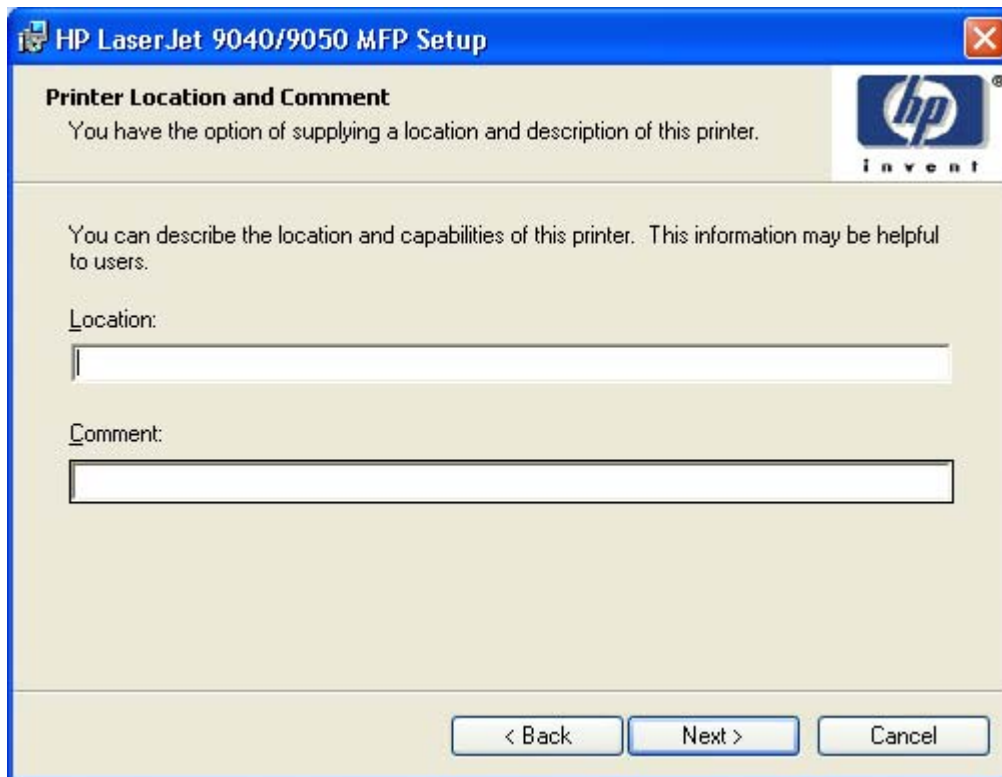 HP LaserJet 9040/9050 MFP Setup
Printer Location and Comment
You have the option of supplying a location and description of this printer.
hp
®
invent
You can describe the location and capabilities of this printer.  This information may be helpful
to users.
Location:
Comment:
< Back
Next >
Cancel